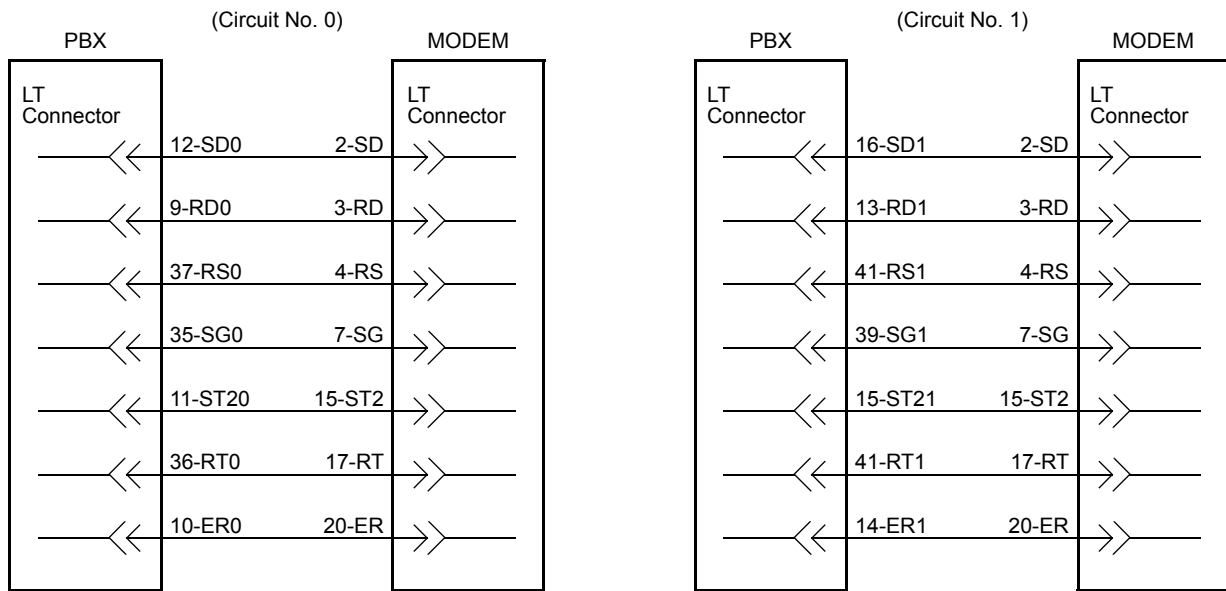 (Circuit No. 0)
PBX
MODEM
LT
Connector
LT
Connector
12-SD0 2-SD
9-RD0 3-RD
37-RS0 4-RS
35-SG0 7-SG
11-ST20 15-ST2
36-RT0 17-RT
10-ER0 20-ER
(Circuit No. 1)
PBX
MODEM
LT
Connector
LT
Connector
16-SD1 2-SD
13-RD1 3-RD
41-RS1 4-RS
39-SG1 7-SG
15-ST21 15-ST2
41-RT1 17-RT
14-ER1 20-ER